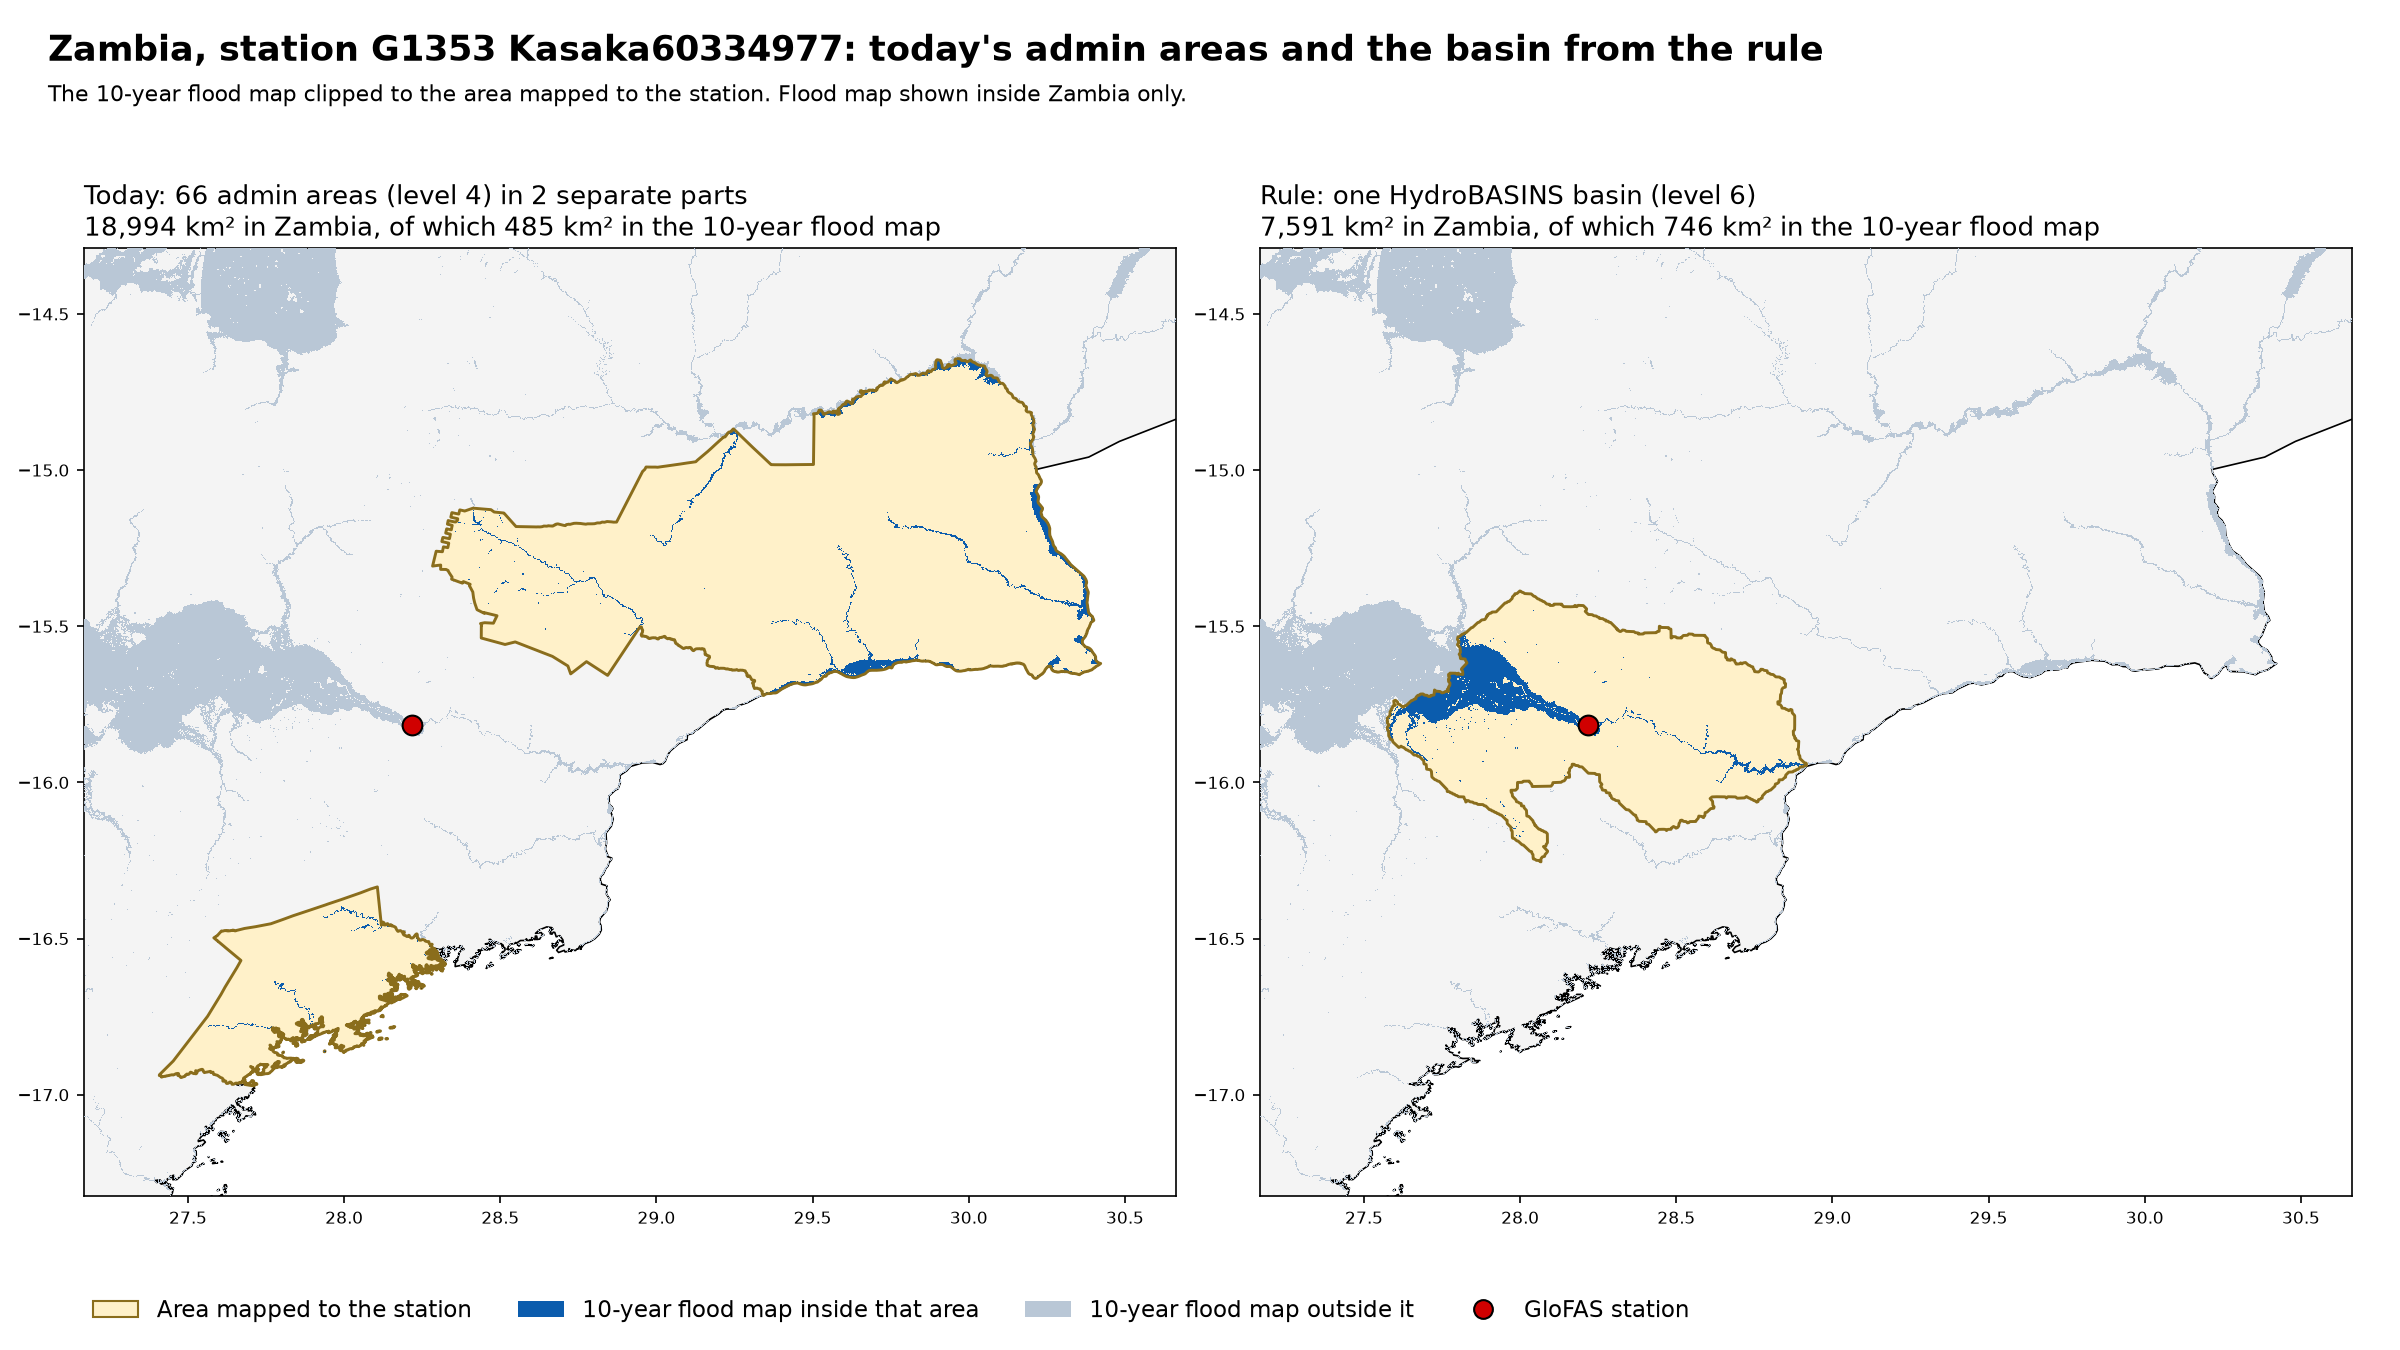 Zambia, station G1353 Kasaka60334977: today's admin areas and the basin from the rule
The 10-year flood map clipped to the area mapped to the station. Flood map shown inside Zambia only.
Today: 66 admin areas (level 4) in 2 separate parts
18,994 km² in Zambia, of which 485 km² in the 10-year flood map
−14.5
−15.0
−15.5
−16.0
−16.5
−17.0
27.5 28.0 28.5 29.0 29.5 30.0 30.5
Rule: one HydroBASINS basin (level 6)
7,591 km² in Zambia, of which 746 km² in the 10-year flood map
−14.5
−15.0
−15.5
−16.0
−16.5
−17.0
27.5 28.0 28.5 29.0 29.5 30.0 30.5
Area mapped to the station 10-year flood map inside that area 10-year flood map outside it GloFAS station